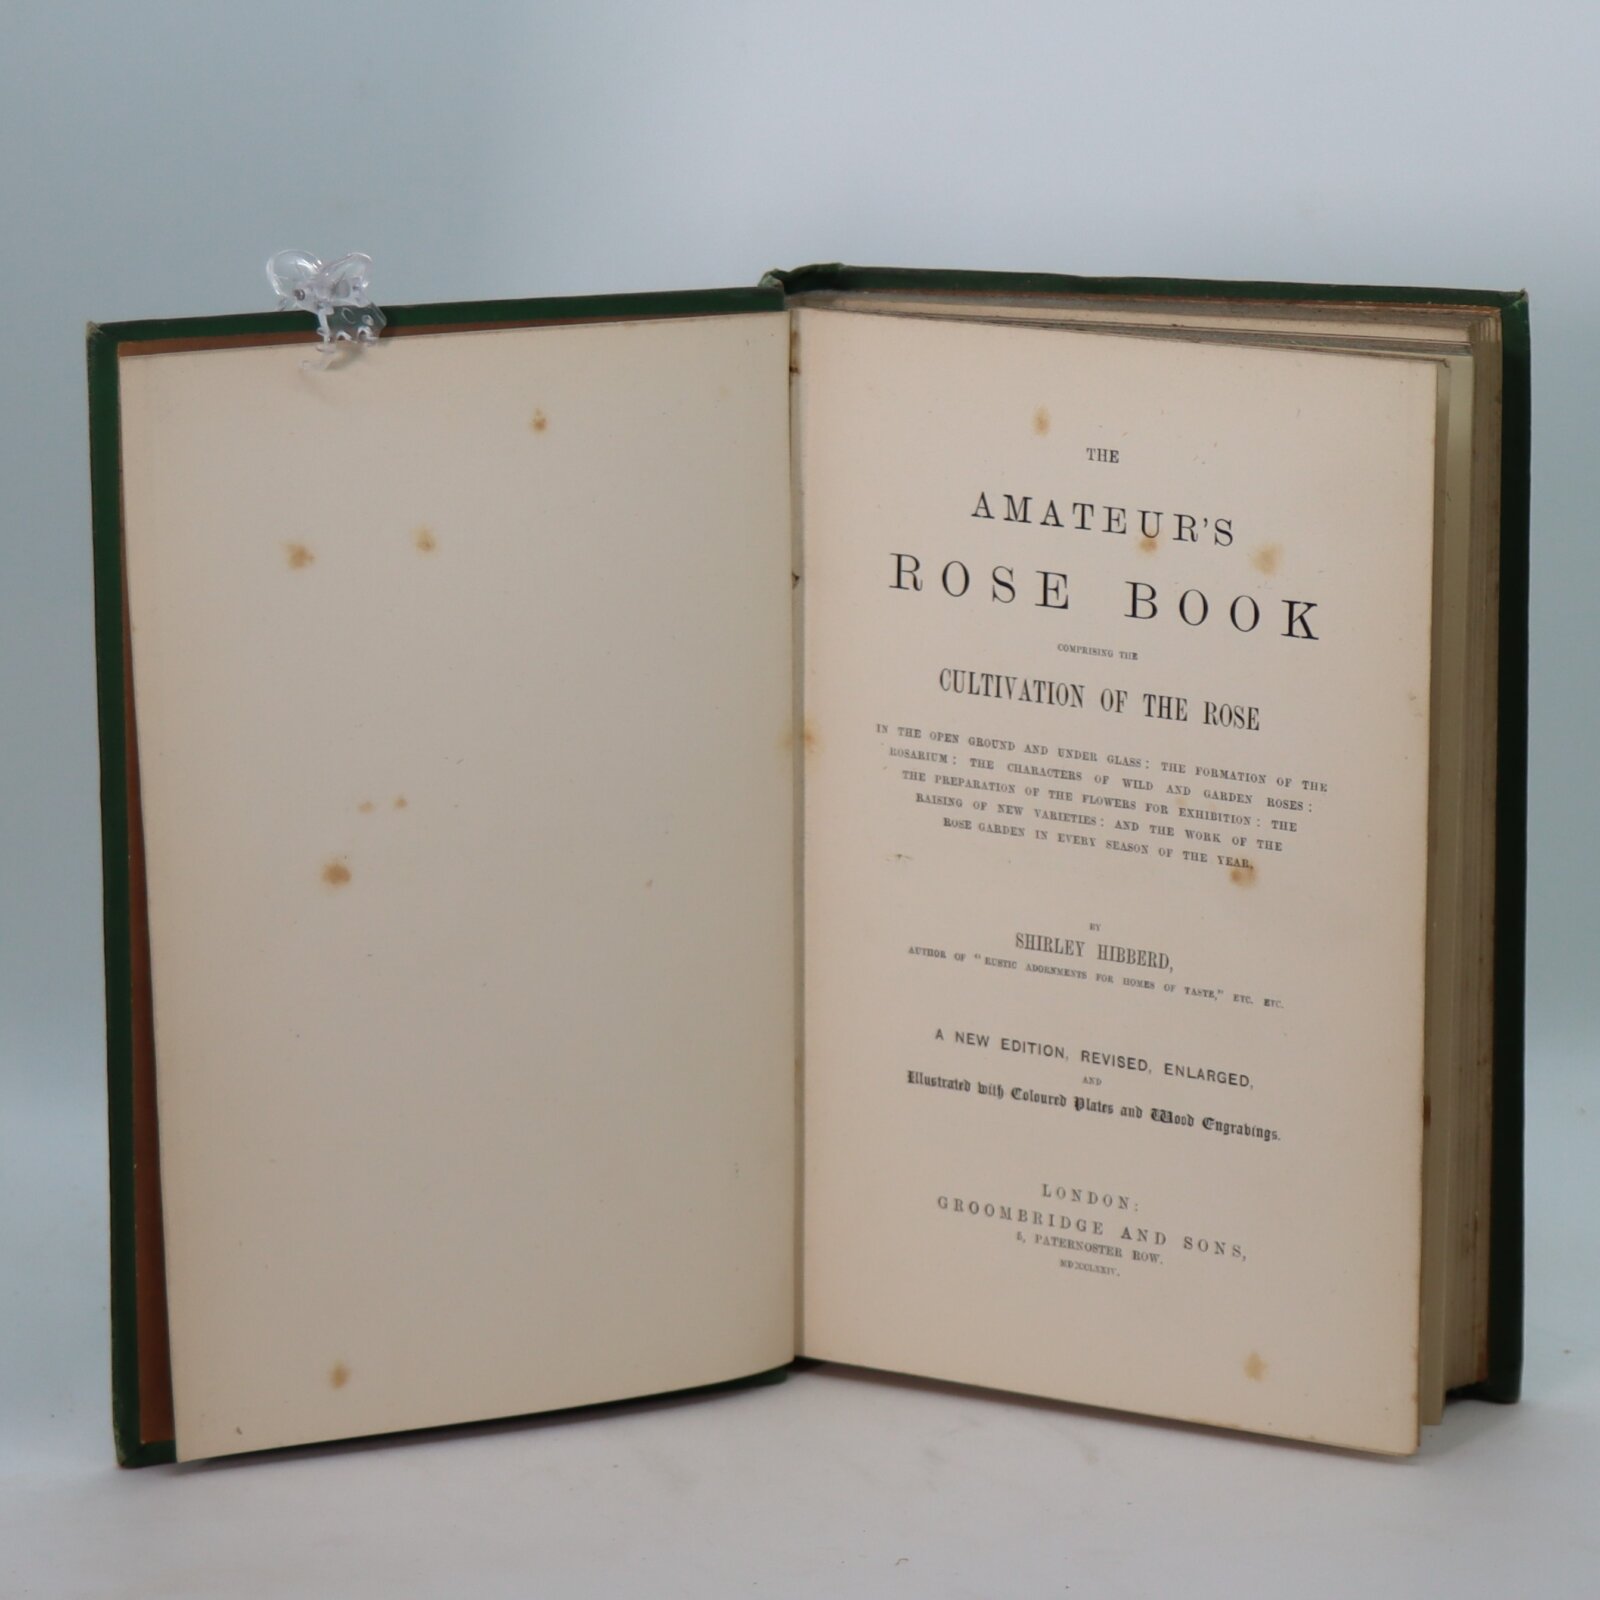 THE
AMATEUR'S
ROSE BOOK
COMPRISING THE
CULTIVATION OF THE ROSE
IN THE OPEN GROUND AND UNDER GLASS: THE FORMATION OF THE
ROSARIUM: THE CHARACTERS OF WILD AND GARDEN ROSES:
THE PREPARATION OF THE FLOWERS FOR EXHIBITION: THE
RAISING OF NEW VARIETIES: AND THE WORK OF THE
ROSE GARDEN IN EVERY SEASON OF THE YEAR.
BY
SHIRLEY HIBBERD,
AUTHOR OF "RUSTIC ADORNMENTS FOR HOMES OF TASTE," ETC. ETC.
A NEW EDITION, REVISED, ENLARGED,
AND
Illustrated with Coloured Plates and Wood Engravings.
LONDON:
GROOMBRIDGE AND SONS,
5, PATERNOSTER ROW.
MDCCCLXXIV.